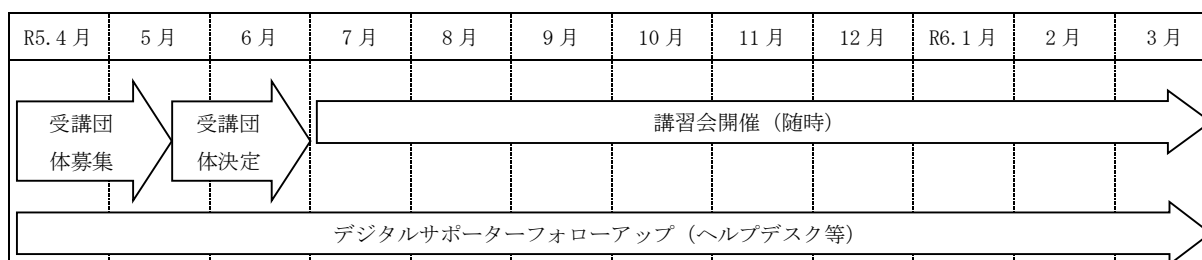 R5.4月 5月 6月 7月 8月 9月 10月 11月 12月 R6.1月 2月 3月
受講団
体募集
受講団
体決定
講習会開催（随時）
デジタルサポーターフォローアップ（ヘルプデスク等）